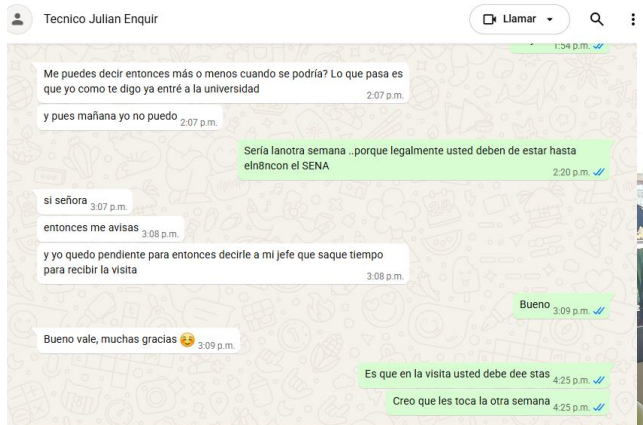 Tecnico Julian Enquir
Llamar
1:54 p.m.
Me puedes decir entonces más o menos cuando se podría? Lo que pasa es
que yo como te digo ya entré a la universidad
2:07 p.m.
y pues mañana yo no puedo 2:07 p.m.
Sería lanotra semana ..porque legalmente usted deben de estar hasta
eln8ncon el SENA
2:20 p.m.
si señora 3:07 p.m.
entonces me avisas 3:08 p.m.
y yo quedo pendiente para entonces decirle a mi jefe que saque tiempo
para recibir la visita
3:08 p.m.
Bueno 3:09 p.m.
Bueno vale, muchas gracias ☺️ 3:09 p.m.
Es que en la visita usted debe dee stas 4:25 p.m.
Creo que les toca la otra semana 4:25 p.m.